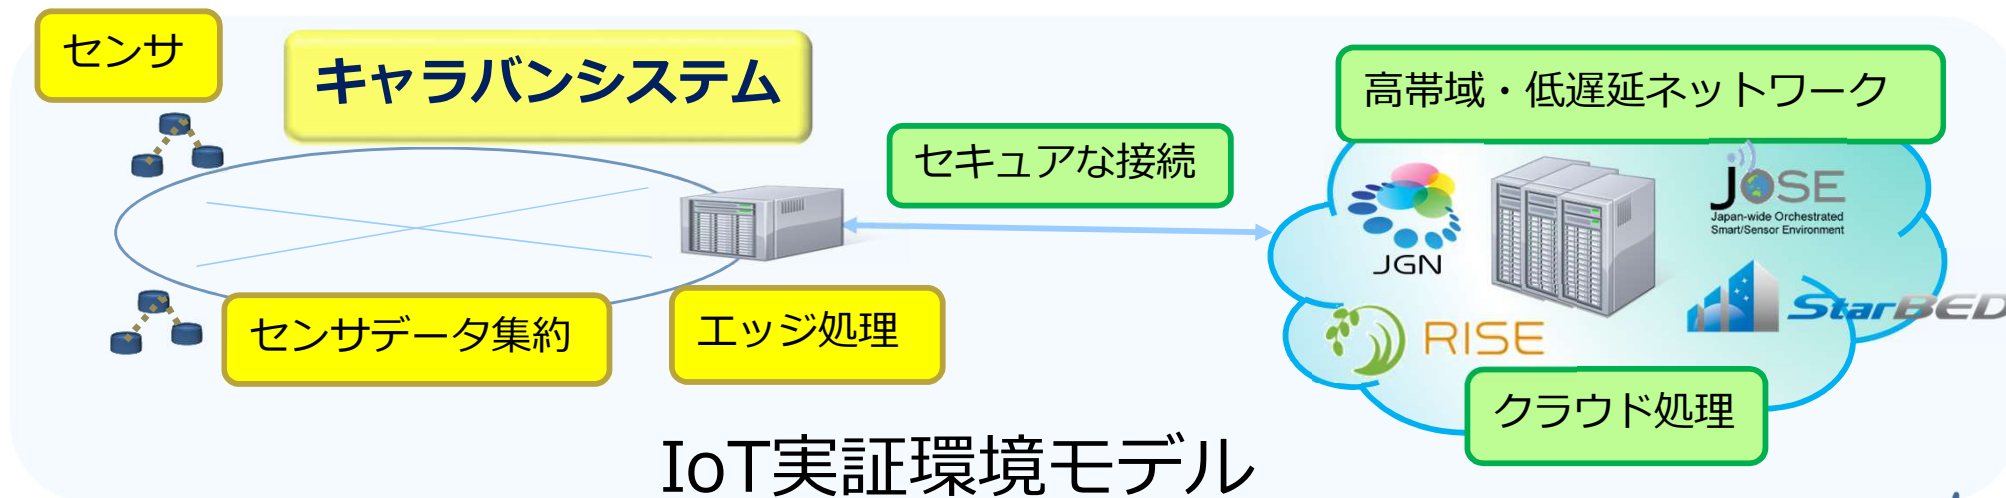 センサ
キャラバンシステム
高帯域・低遅延ネットワーク
セキュアな接続
JOSE
Japan-wide Orchestrated
Smart/Sensor Environment
JGN
StarBED
センサデータ集約
エッジ処理
RISE
クラウド処理
IoT実証環境モデル